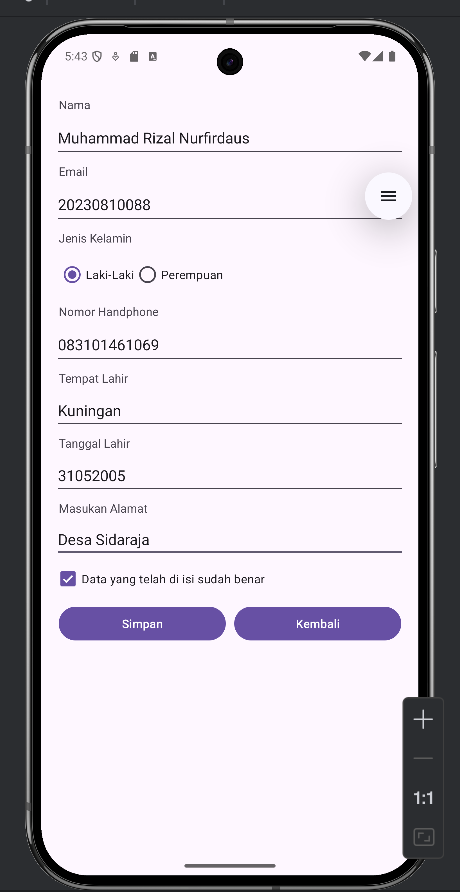 5:43
Nama
Muhammad Rizal Nurfirdaus
Email
20230810088
Jenis Kelamin
Laki-Laki Perempuan
Nomor Handphone
083101461069
Tempat Lahir
Kuningan
Tanggal Lahir
31052005
Masukan Alamat
Desa Sidaraja
Data yang telah di isi sudah benar
Simpan Kembali
1:1